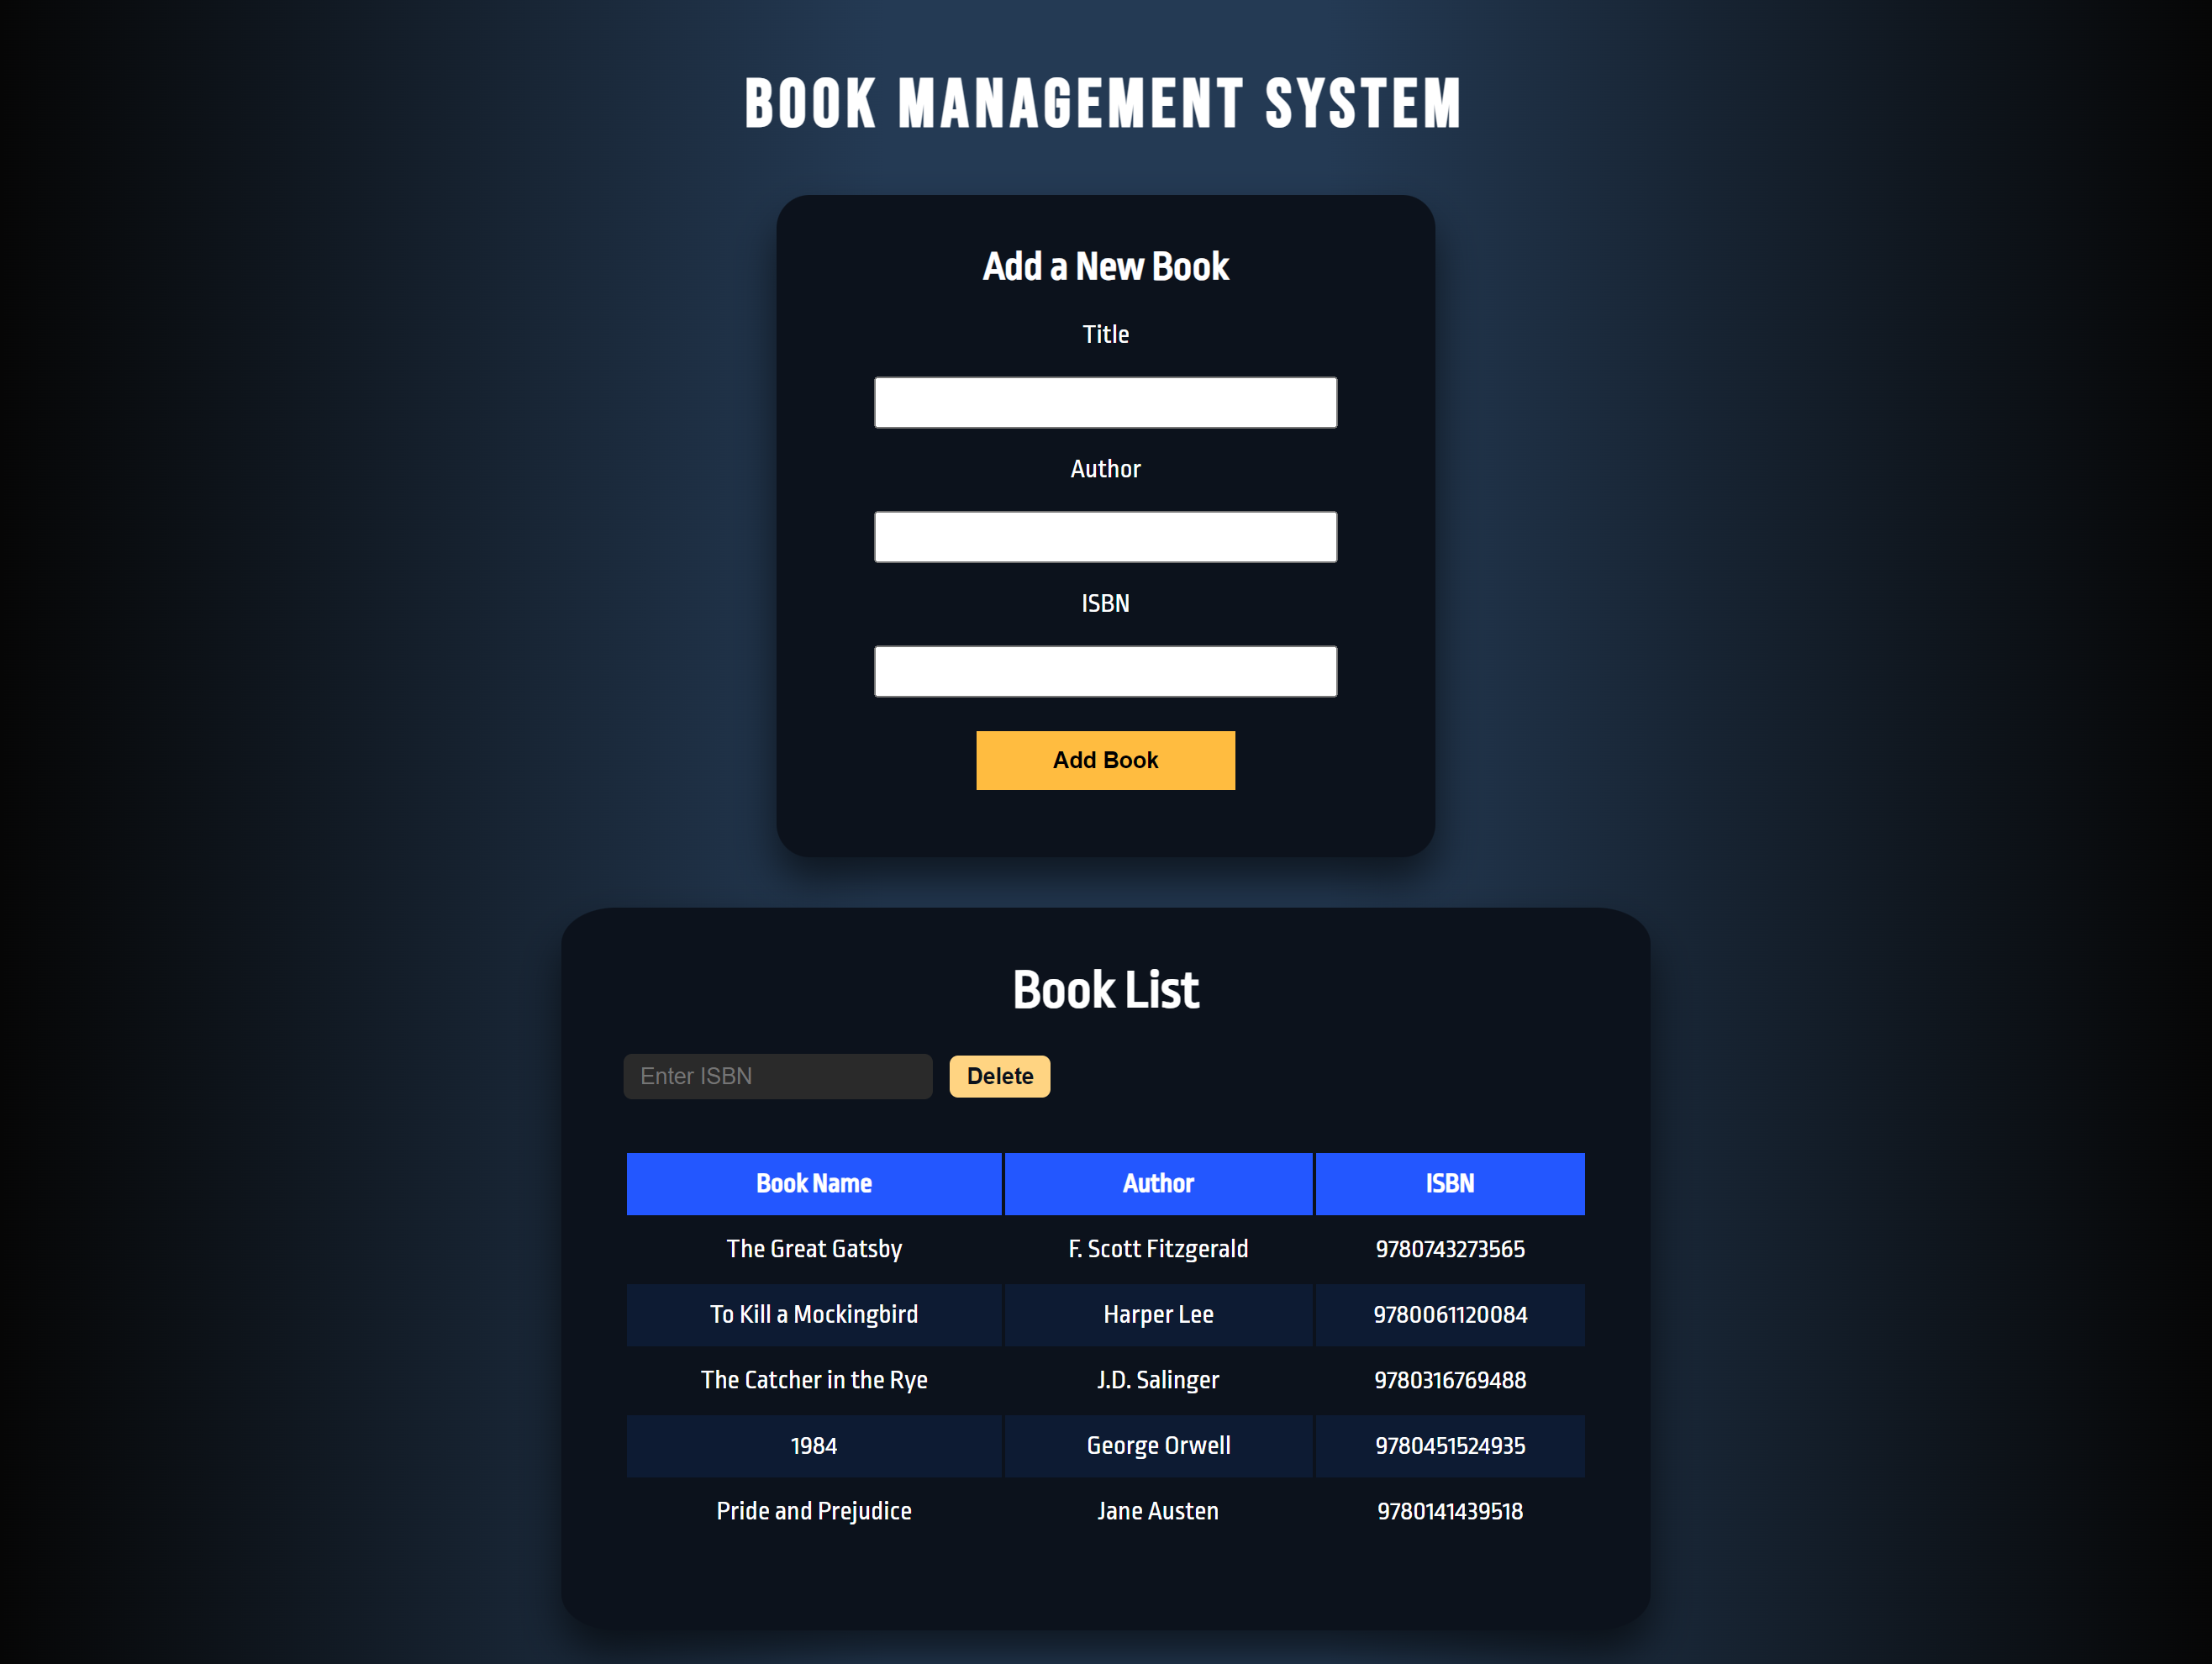 BOOK MANAGEMENT SYSTEM
Add a New Book
Title
Author
ISBN
Add Book
Book List
Enter ISBN Delete
Book Name Author ISBN
The Great Gatsby F. Scott Fitzgerald 9780743273565
To Kill a Mockingbird Harper Lee 9780061120084
The Catcher in the Rye J.D. Salinger 9780316769488
1984 George Orwell 9780451524935
Pride and Prejudice Jane Austen 9780141439518